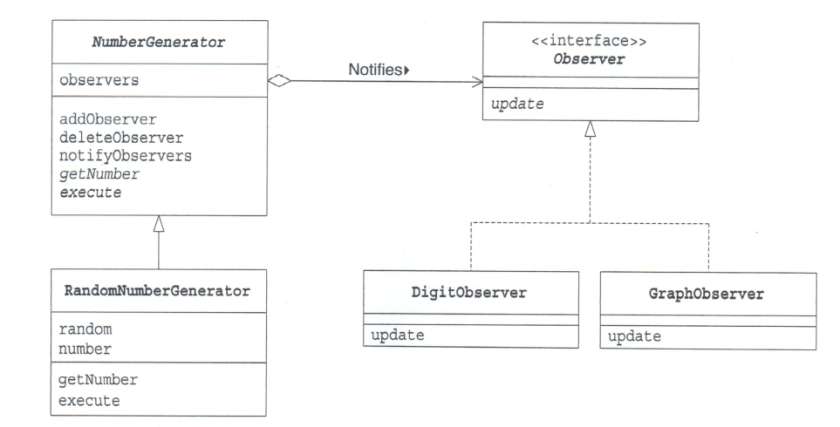 NumberGenerator
observers
addObserver
deleteObserver
notifyObservers
getNumber
execute
Notifies
<<interface>>
Observer
update
RandomNumberGenerator
random
number
getNumber
execute
DigitObserver
update
GraphObserver
update